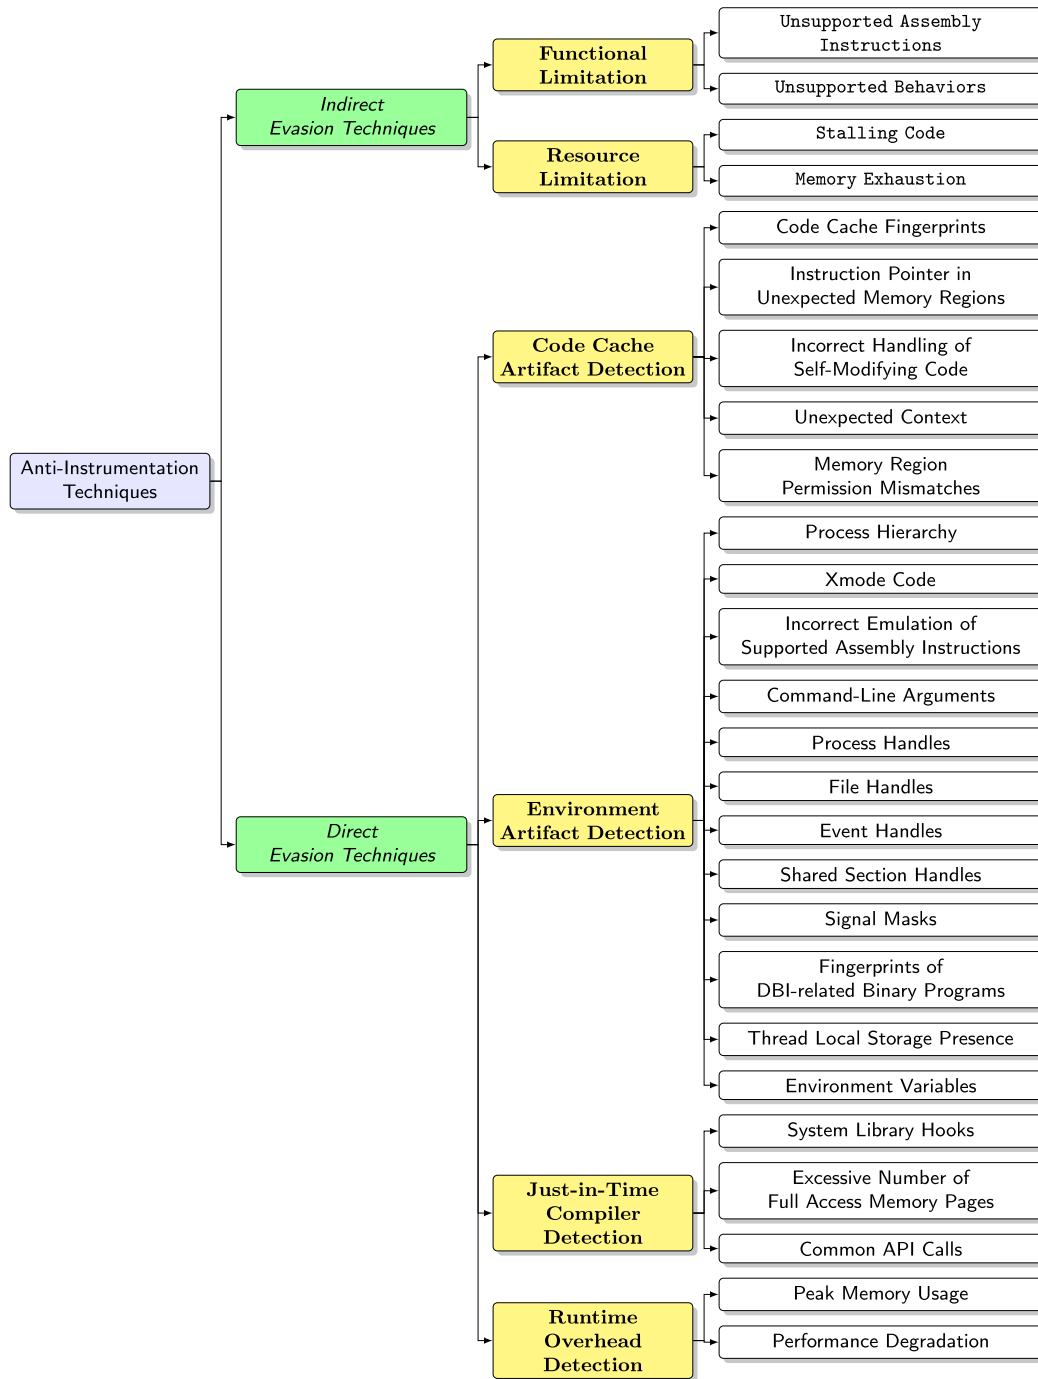 Anti-Instrumentation
Techniques
Indirect
Evasion Techniques
Functional
Limitation
Unsupported Assembly
Instructions
Unsupported Behaviors
Resource
Limitation
Stalling Code
Memory Exhaustion
Direct
Evasion Techniques
Code Cache
Artifact Detection
Code Cache Fingerprints
Instruction Pointer in
Unexpected Memory Regions
Incorrect Handling of
Self-Modifying Code
Unexpected Context
Memory Region
Permission Mismatches
Environment
Artifact Detection
Process Hierarchy
Xmode Code
Incorrect Emulation of
Supported Assembly Instructions
Command-Line Arguments
Process Handles
File Handles
Event Handles
Shared Section Handles
Signal Masks
Fingerprints of
DBI-related Binary Programs
Thread Local Storage Presence
Environment Variables
Just-in-Time
Compiler
Detection
System Library Hooks
Excessive Number of
Full Access Memory Pages
Common API Calls
Runtime
Overhead
Detection
Peak Memory Usage
Performance Degradation